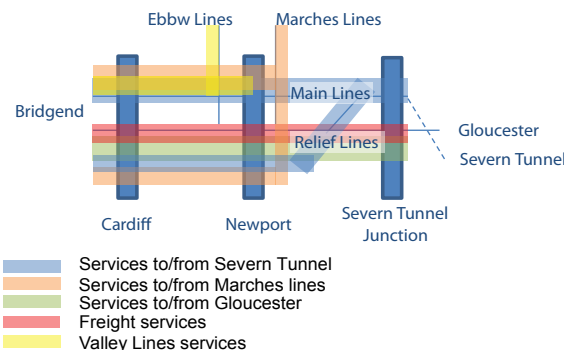 Ebbw Lines
Marches Lines
Main Lines
Bridgend
Gloucester
Relief Lines
Severn Tunnel
Cardiff
Newport
Severn Tunnel
Junction
Services to/from Severn Tunnel
Services to/from Marches lines
Services to/from Gloucester
Freight services
Valley Lines services